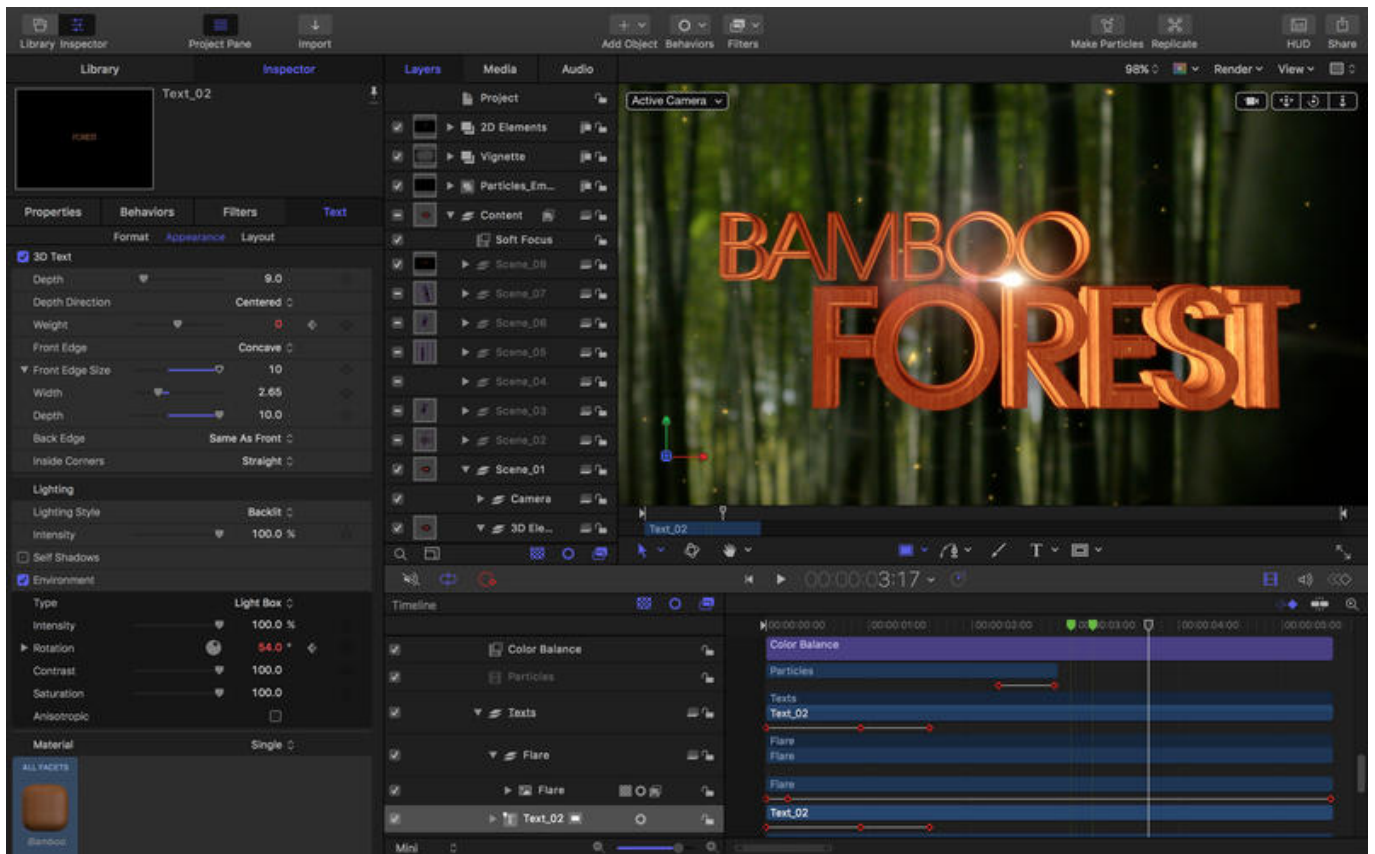 Library Inspector Project Pane Import Add Object Behaviors Filters Make Particles Replicate HUD Share
Library Inspector
Text_02
FOREST
Properties Behaviors Filters Text
Format Appearance Layout
3D Text
Depth 9.0
Depth Direction Centered
Weight 0
Front Edge Concave
Front Edge Size 10
Width 2.65
Depth 10.0
Back Edge Same As Front
Inside Corners Straight
Lighting
Lighting Style Backlit
Intensity 100.0 %
Self Shadows
Environment
Type Light Box
Intensity 100.0 %
Rotation 54.0 °
Contrast 100.0
Saturation 100.0
Anisotropic
Material Single
ALL FACETS
Bamboo
Layers Media Audio
Project
2D Elements
Vignette
Particles_Em...
Content
Soft Focus
Scene_08
Scene_07
Scene_06
Scene_05
Scene_04
Scene_03
Scene_02
Scene_01
Camera
3D Ele...
98% Render View
Active Camera
BAMBOO
FOREST
Text_02
T
00:00:00:03:17
Timeline
00:00:00:00 00:00:01:00 00:00:02:00 00:00:03:00 00:00:04:00 00:00:05:00
Color Balance Color Balance
Particles Particles
Texts
Texts Text_02
Flare
Flare Flare
Flare Flare
Text_02 Text_02
Mini